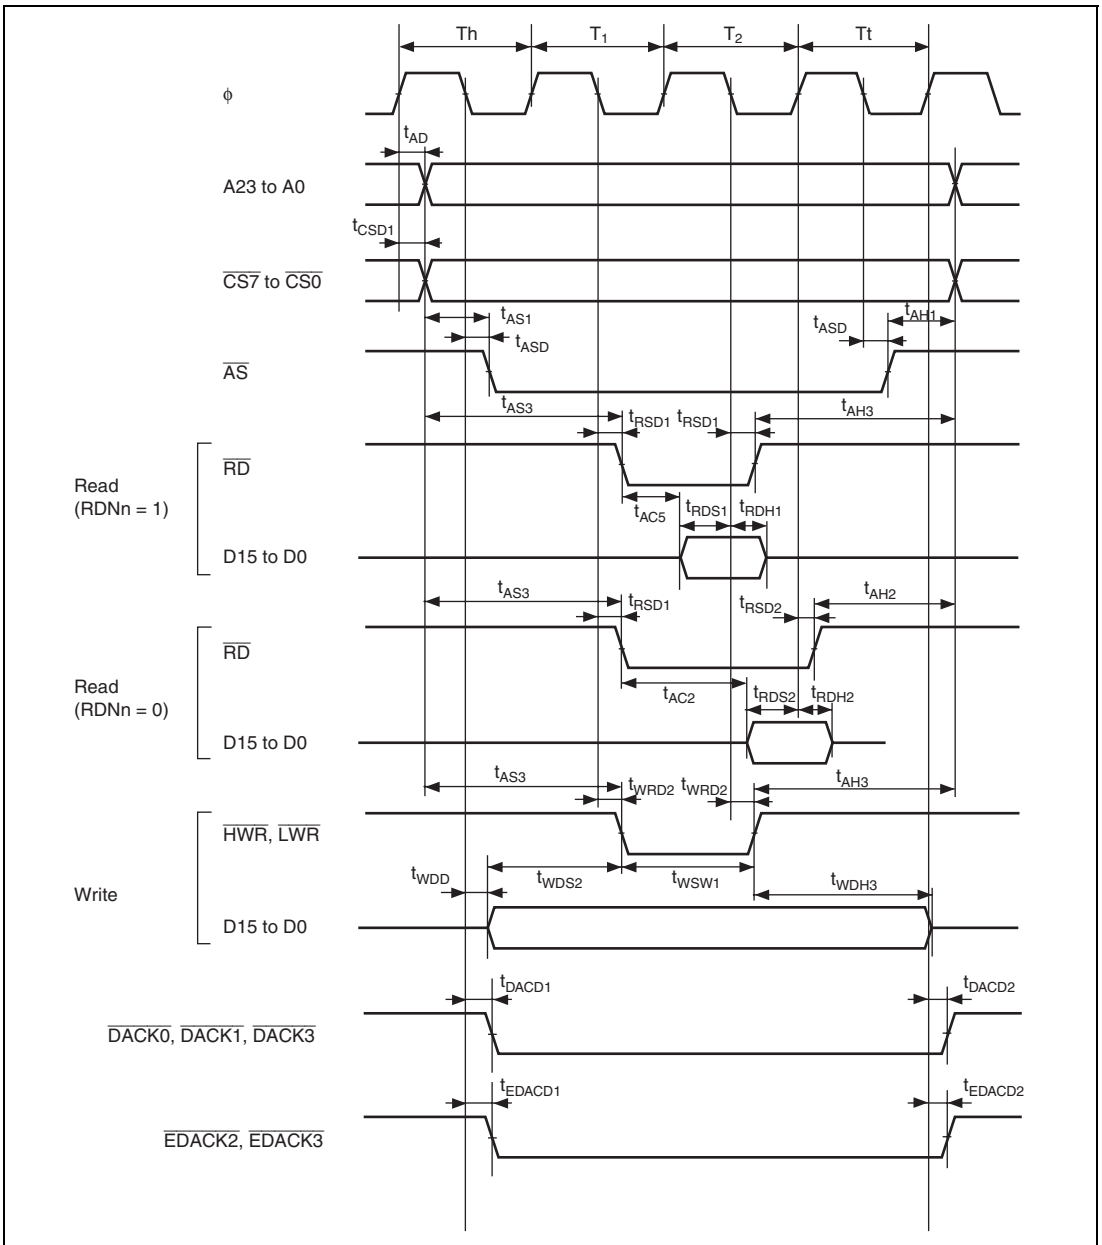 Th T1 T2 Tt
ϕ
tAD
A23 to A0
tCSD1
CS7 to CS0
tAS1 tASD tASD tAH1
AS
tAS3 tRSD1 tRSD1 tAH3
Read
(RDNn = 1)
RD
tAC5 tRDS1 tRDH1
D15 to D0
tAS3 tRSD1 tRSD2 tAH2
Read
(RDNn = 0)
RD
tAC2 tRDS2 tRDH2
D15 to D0
tAS3 tWRD2 tWRD2 tAH3
Write
HWR, LWR
tWDD tWDS2 tWSW1 tWDH3
D15 to D0
tDACD1 tDACD2
DACK0, DACK1, DACK3
tEDACD1 tEDACD2
EDACK2, EDACK3